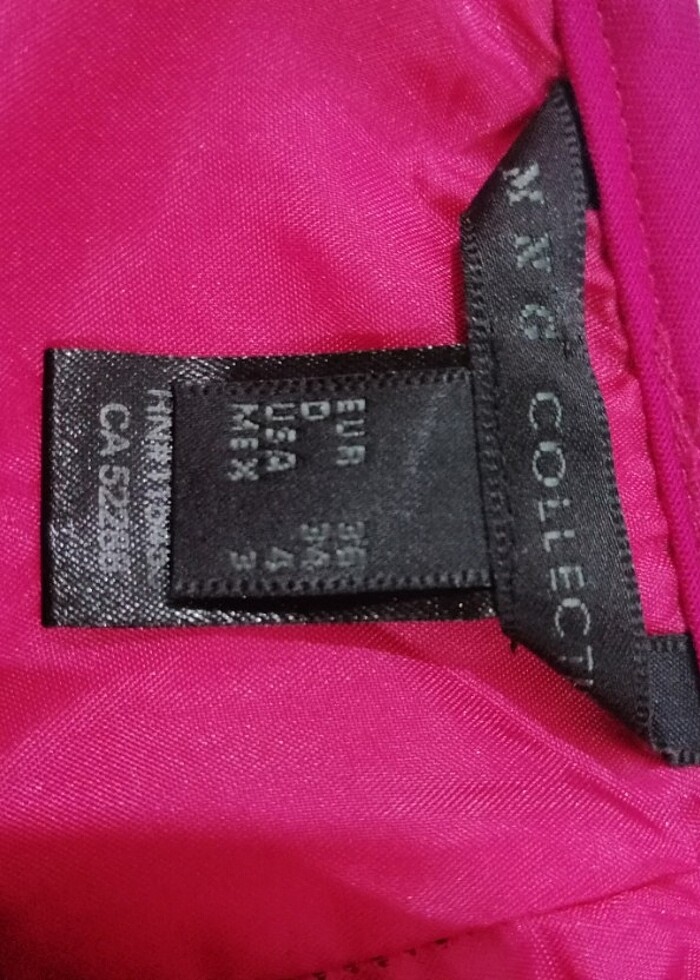 MNG COLLECTI
EUR 36
D 34
USA 4
MEX 3
CA 52288